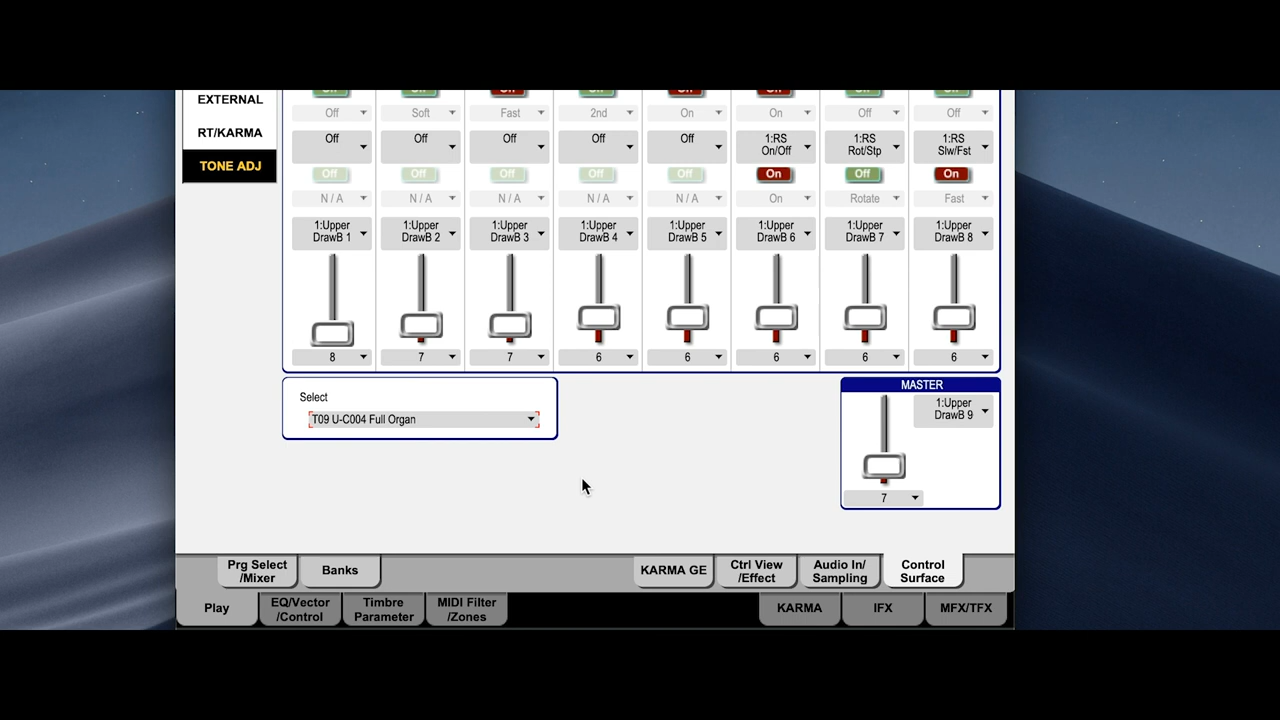 EXTERNAL
RT/KARMA
TONE ADJ
Off Soft Fast 2nd On On Off Off
Off Off Off Off Off 1:RS On/Off 1:RS Rot/Stp 1:RS Slw/Fst
Off Off Off Off Off On Off On
N / A N / A N / A N / A N / A On Rotate Fast
1:Upper DrawB 1 1:Upper DrawB 2 1:Upper DrawB 3 1:Upper DrawB 4 1:Upper DrawB 5 1:Upper DrawB 6 1:Upper DrawB 7 1:Upper DrawB 8
8 7 7 6 6 6 6 6
Select
T09 U-C004 Full Organ
MASTER
1:Upper
DrawB 9
7
Prg Select /Mixer Banks KARMA GE Ctrl View /Effect Audio In/ Sampling Control Surface
Play EQ/Vector /Control Timbre Parameter MIDI Filter /Zones KARMA IFX MFX/TFX